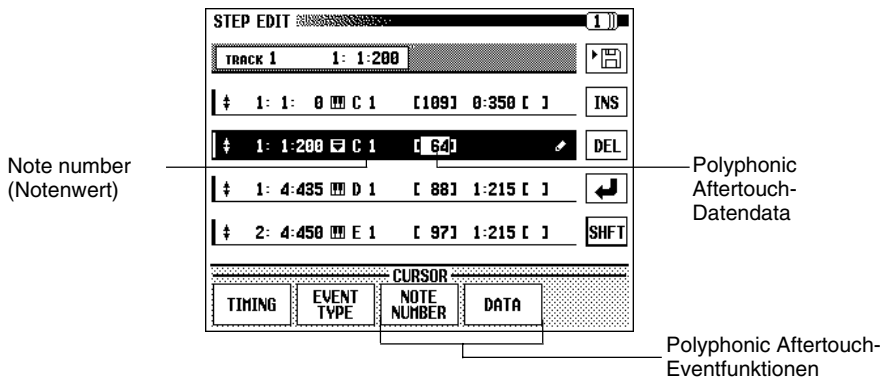 STEP EDIT 1
TRACK 1 1: 1:200
1: 1: 0 C 1 [109] 0:350 [ ] INS
1: 1:200 C 1 [ 64] DEL
Note number
(Notenwert)
Polyphonic
Aftertouch-
Datendata
1: 4:435 D 1 [ 88] 1:215 [ ]
2: 4:450 E 1 [ 97] 1:215 [ ] SHFT
CURSOR
TIMING EVENT TYPE NOTE NUMBER DATA
Polyphonic Aftertouch-
Eventfunktionen